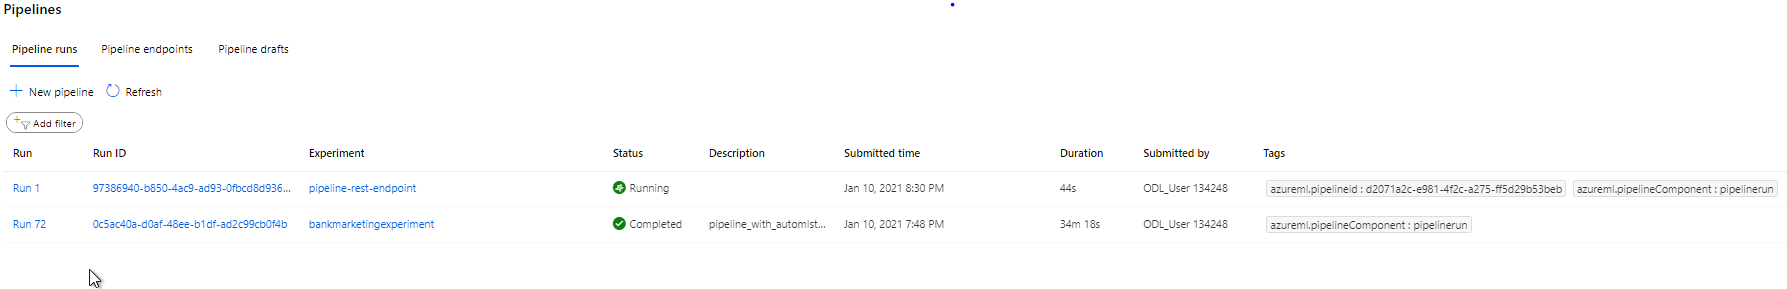 Pipelines
Pipeline runs Pipeline endpoints Pipeline drafts
New pipeline Refresh
Add filter
Run Run ID Experiment Status Description Submitted time Duration Submitted by Tags
Run 1 97386940-b850-4ac9-ad93-0fbcd8d936... pipeline-rest-endpoint Running Jan 10, 2021 8:30 PM 44s ODL_User 134248 azureml.pipelineid : d2071a2c-e981-4f2c-a275-ff5d29b53beb azureml.pipelineComponent : pipelinerun
Run 72 0c5ac40a-d0af-48ee-b1df-ad2c99cb0f4b bankmarketingexperiment Completed pipeline_with_automlst... Jan 10, 2021 7:48 PM 34m 18s ODL_User 134248 azureml.pipelineComponent : pipelinerun